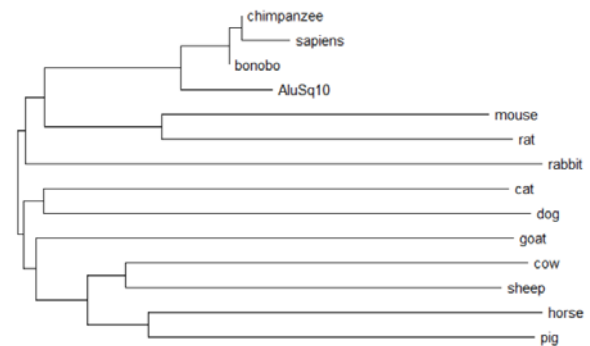 chimpanzee
sapiens
bonobo
AluSq10
mouse
rat
rabbit
cat
dog
goat
cow
sheep
horse
pig